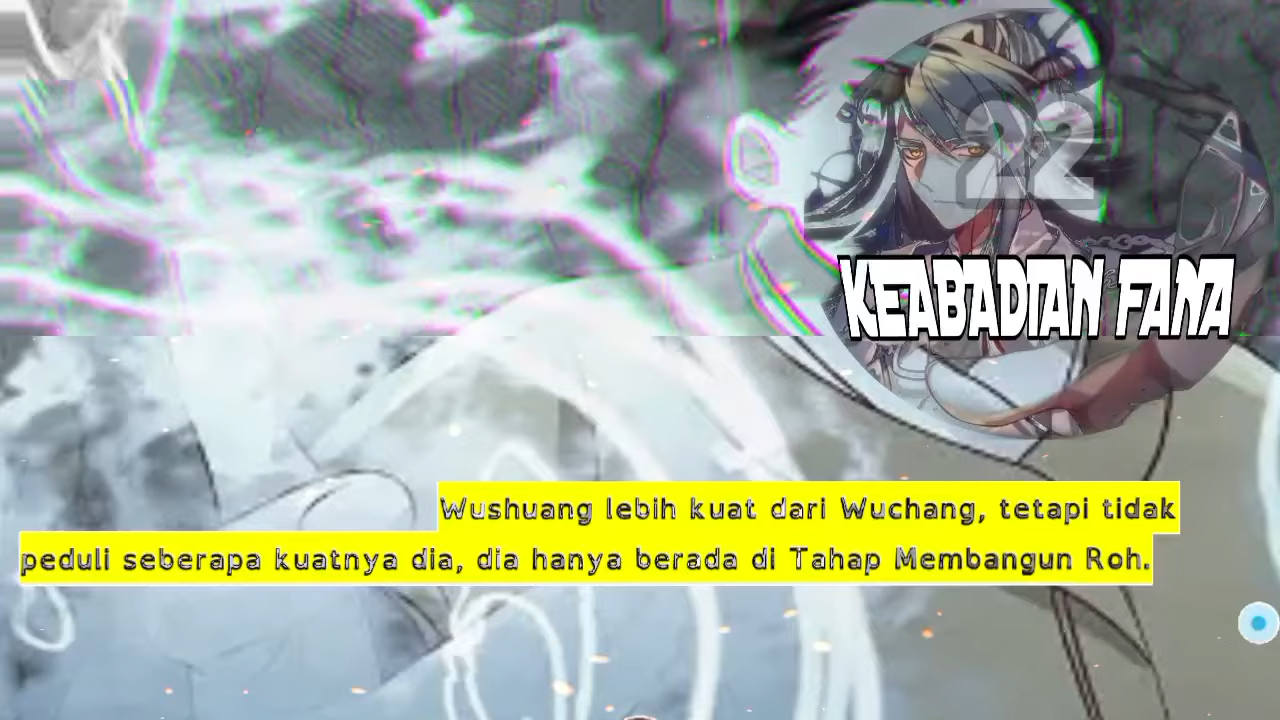 22
KEABADIAN FANA
Wushuang lebih kuat dari Wuchang, tetapi tidak
peduli seberapa kuatnya dia, dia hanya berada di Tahap Membangun Roh.